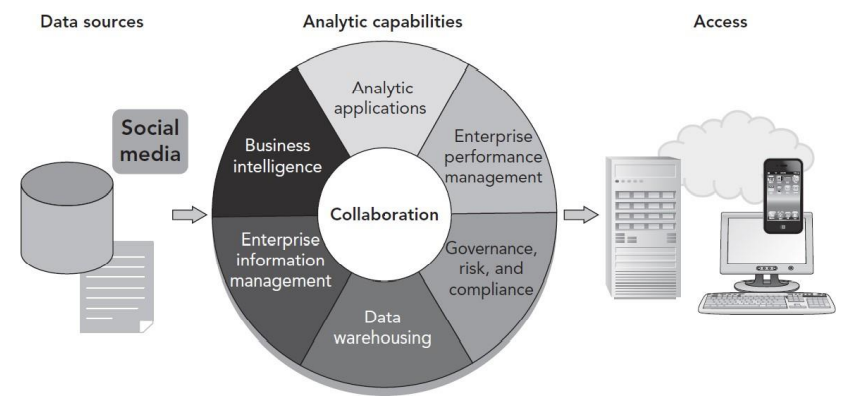 Data sources
Analytic capabilities
Access
Social
media
Analytic
applications
Business
intelligence
Enterprise
performance
management
Collaboration
Enterprise
information
management
Governance,
risk, and
compliance
Data
warehousing